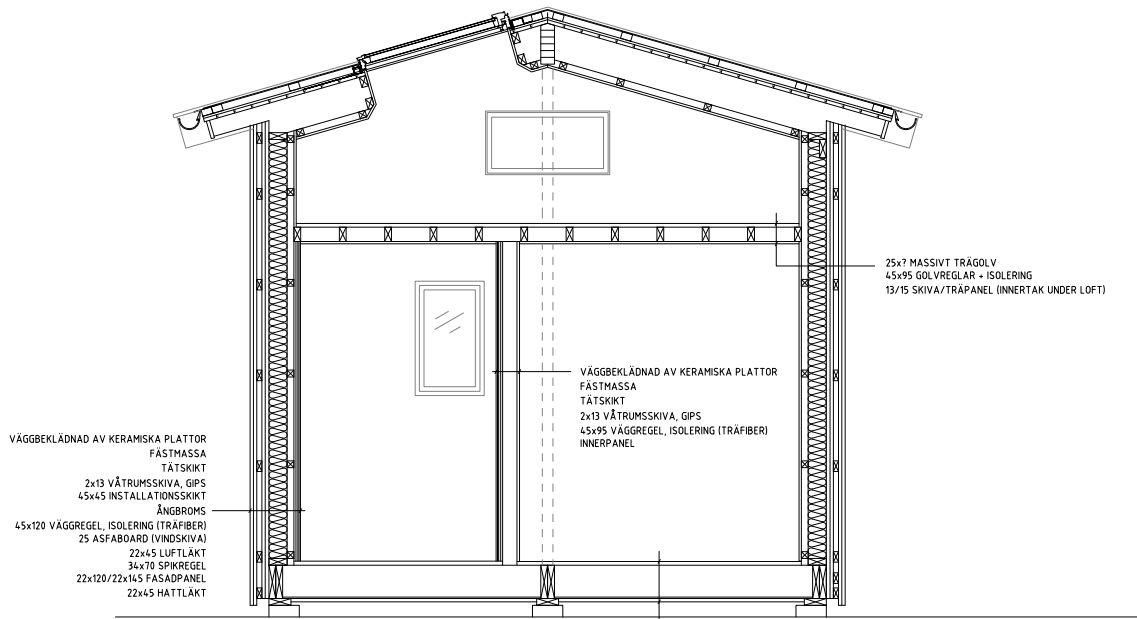 25x? MASSIVT TRÄGOLV
45x95 GOLVREGLAR + ISOLERING
13/15 SKIVA/TRÄPANEL (INNERTAK UNDER LOFT)
VÄGGBEKLÄDNAD AV KERAMISKA PLATTOR
FÄSTMASSA
TÄTSKIKT
2x13 VÅTRUMSSKIVA, GIPS
45x95 VÄGGREGEL, ISOLERING (TRÄFIBER)
INNERPANEL
VÄGGBEKLÄDNAD AV KERAMISKA PLATTOR
FÄSTMASSA
TÄTSKIKT
2x13 VÅTRUMSSKIVA, GIPS
45x45 INSTALLATIONSSKIKT
ÅNGBROMS
45x120 VÄGGREGEL, ISOLERING (TRÄFIBER)
25 ASFABOARD (VINDSKIVA)
22x45 LUFTLÄKT
34x70 SPIKREGEL
22x120/22x145 FASADPANEL
22x45 HATTLÄKT